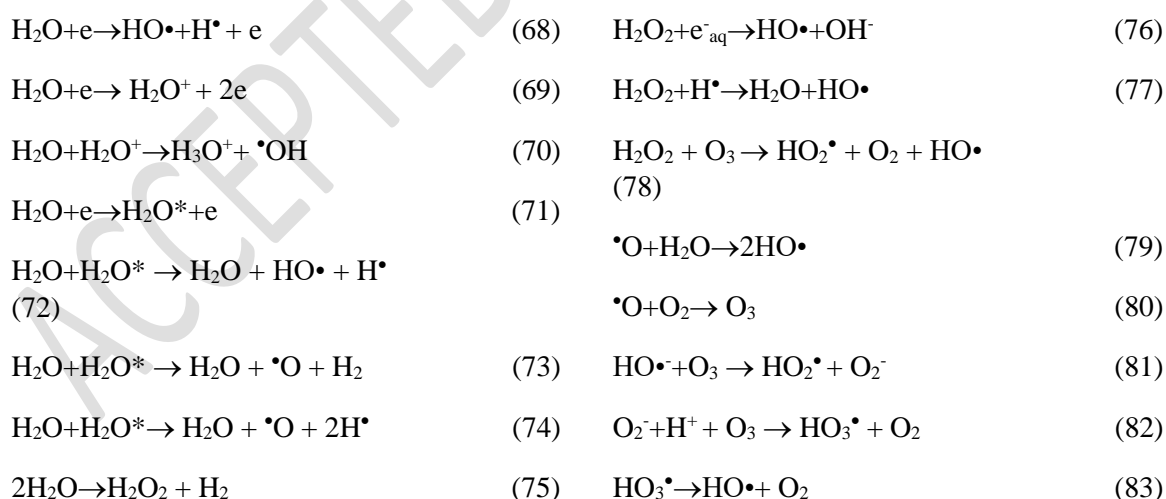 H₂O+e→HO•+H• + e (68)
H₂O+e→ H₂O⁺ + 2e (69)
H₂O+H₂O⁺→H₃O⁺+ •OH (70)
H₂O+e→H₂O*+e (71)
H₂O+H₂O* → H₂O + HO• + H•
(72)
H₂O+H₂O* → H₂O + •O + H₂ (73)
H₂O+H₂O*→ H₂O + •O + 2H• (74)
2H₂O→H₂O₂ + H₂ (75)
H₂O₂+e⁻aq→HO•+OH⁻ (76)
H₂O₂+H•→H₂O+HO• (77)
H₂O₂ + O₃ → HO₂• + O₂ + HO•
(78)
•O+H₂O→2HO• (79)
•O+O₂→ O₃ (80)
HO•⁻+O₃ → HO₂• + O₂⁻ (81)
O₂⁻+H⁺ + O₃ → HO₃• + O₂ (82)
HO₃•→HO•+ O₂ (83)
ACCEPTE